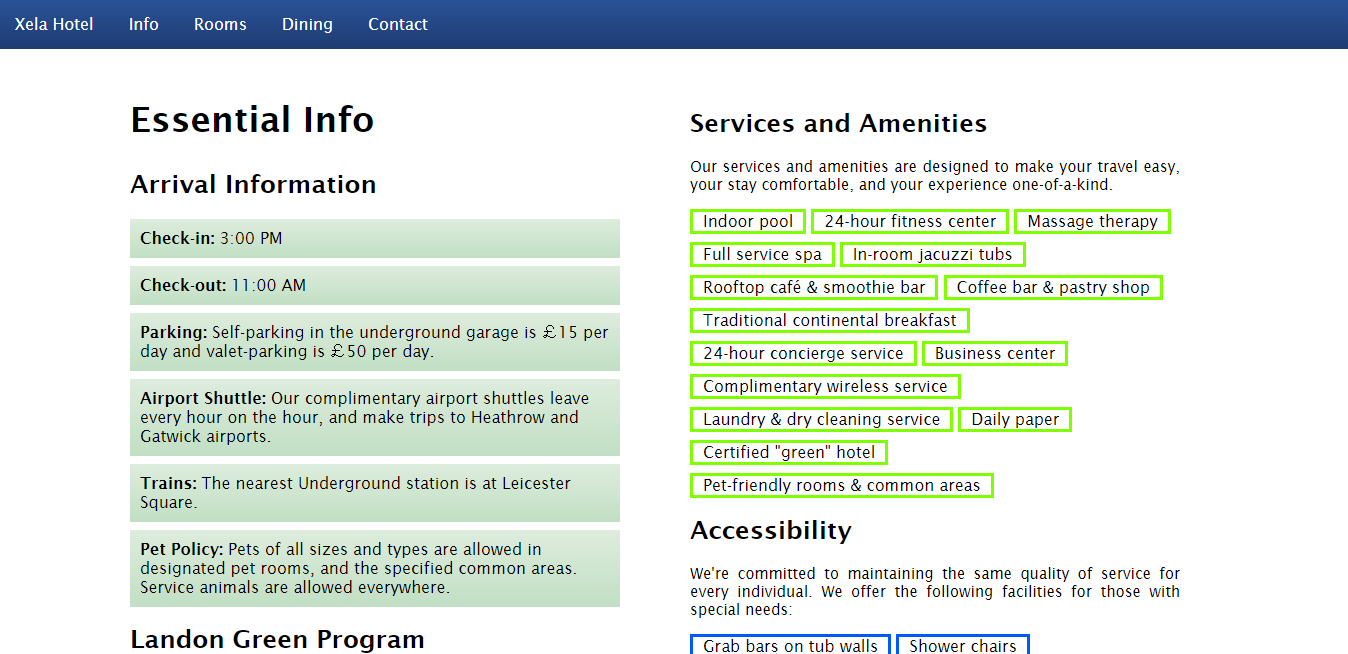 Xela Hotel Info Rooms Dining Contact
Essential Info
Arrival Information
Check-in: 3:00 PM
Check-out: 11:00 AM
Parking: Self-parking in the underground garage is £15 per
day and valet-parking is £50 per day.
Airport Shuttle: Our complimentary airport shuttles leave
every hour on the hour, and make trips to Heathrow and
Gatwick airports.
Trains: The nearest Underground station is at Leicester
Square.
Pet Policy: Pets of all sizes and types are allowed in
designated pet rooms, and the specified common areas.
Service animals are allowed everywhere.
Landon Green Program
Services and Amenities
Our services and amenities are designed to make your travel easy,
your stay comfortable, and your experience one-of-a-kind.
Indoor pool 24-hour fitness center Massage therapy
Full service spa In-room jacuzzi tubs
Rooftop café & smoothie bar Coffee bar & pastry shop
Traditional continental breakfast
24-hour concierge service Business center
Complimentary wireless service
Laundry & dry cleaning service Daily paper
Certified "green" hotel
Pet-friendly rooms & common areas
Accessibility
We're committed to maintaining the same quality of service for
every individual. We offer the following facilities for those with
special needs:
Grab bars on tub walls Shower chairs